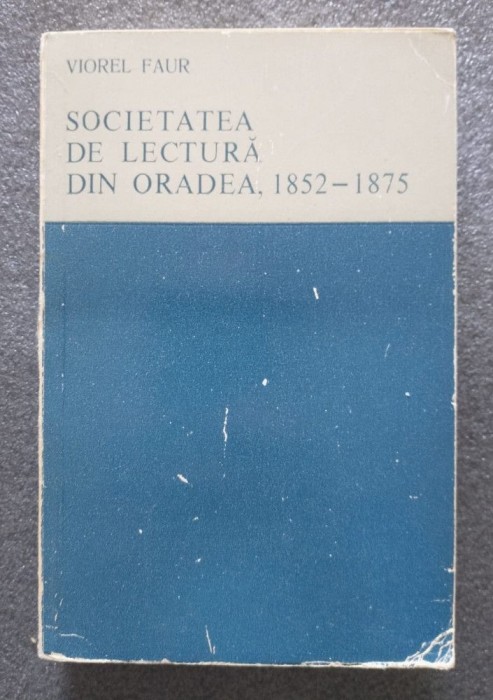 VIOREL FAUR
SOCIETATEA
DE LECTURĂ
DIN ORADEA, 1852–1875